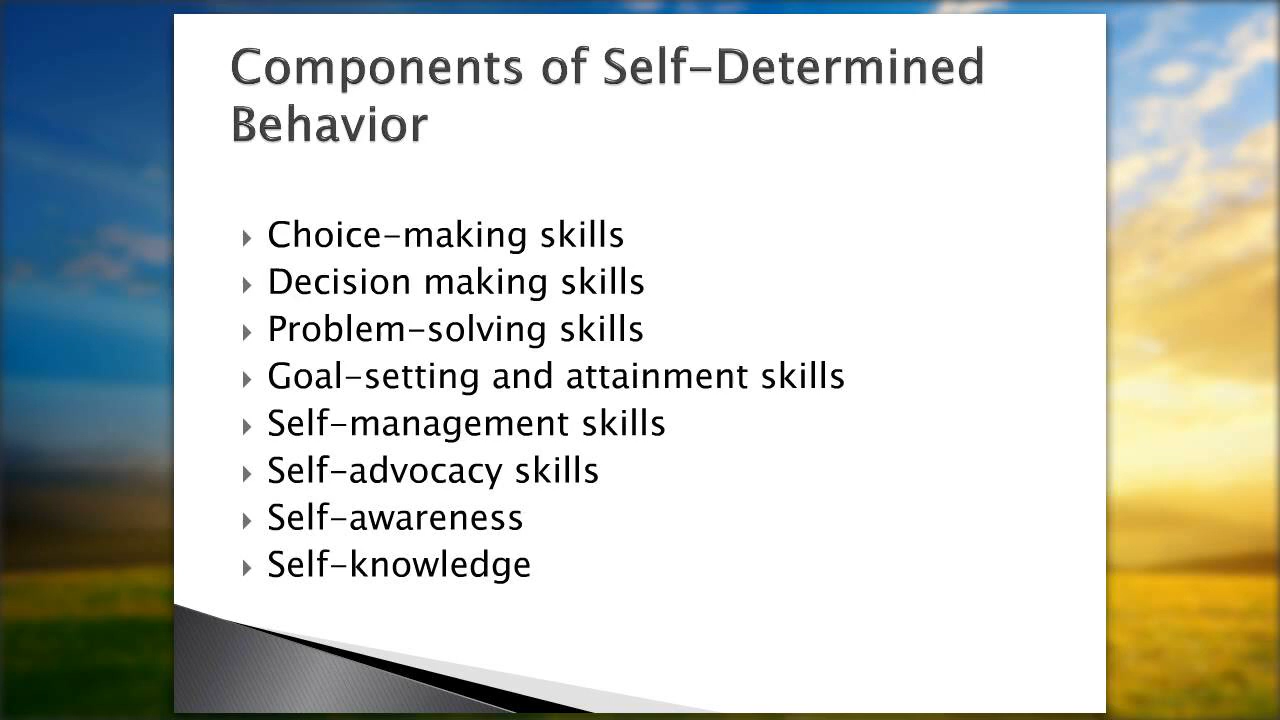 Components of Self-Determined
Behavior
Choice-making skills
Decision making skills
Problem-solving skills
Goal-setting and attainment skills
Self-management skills
Self-advocacy skills
Self-awareness
Self-knowledge